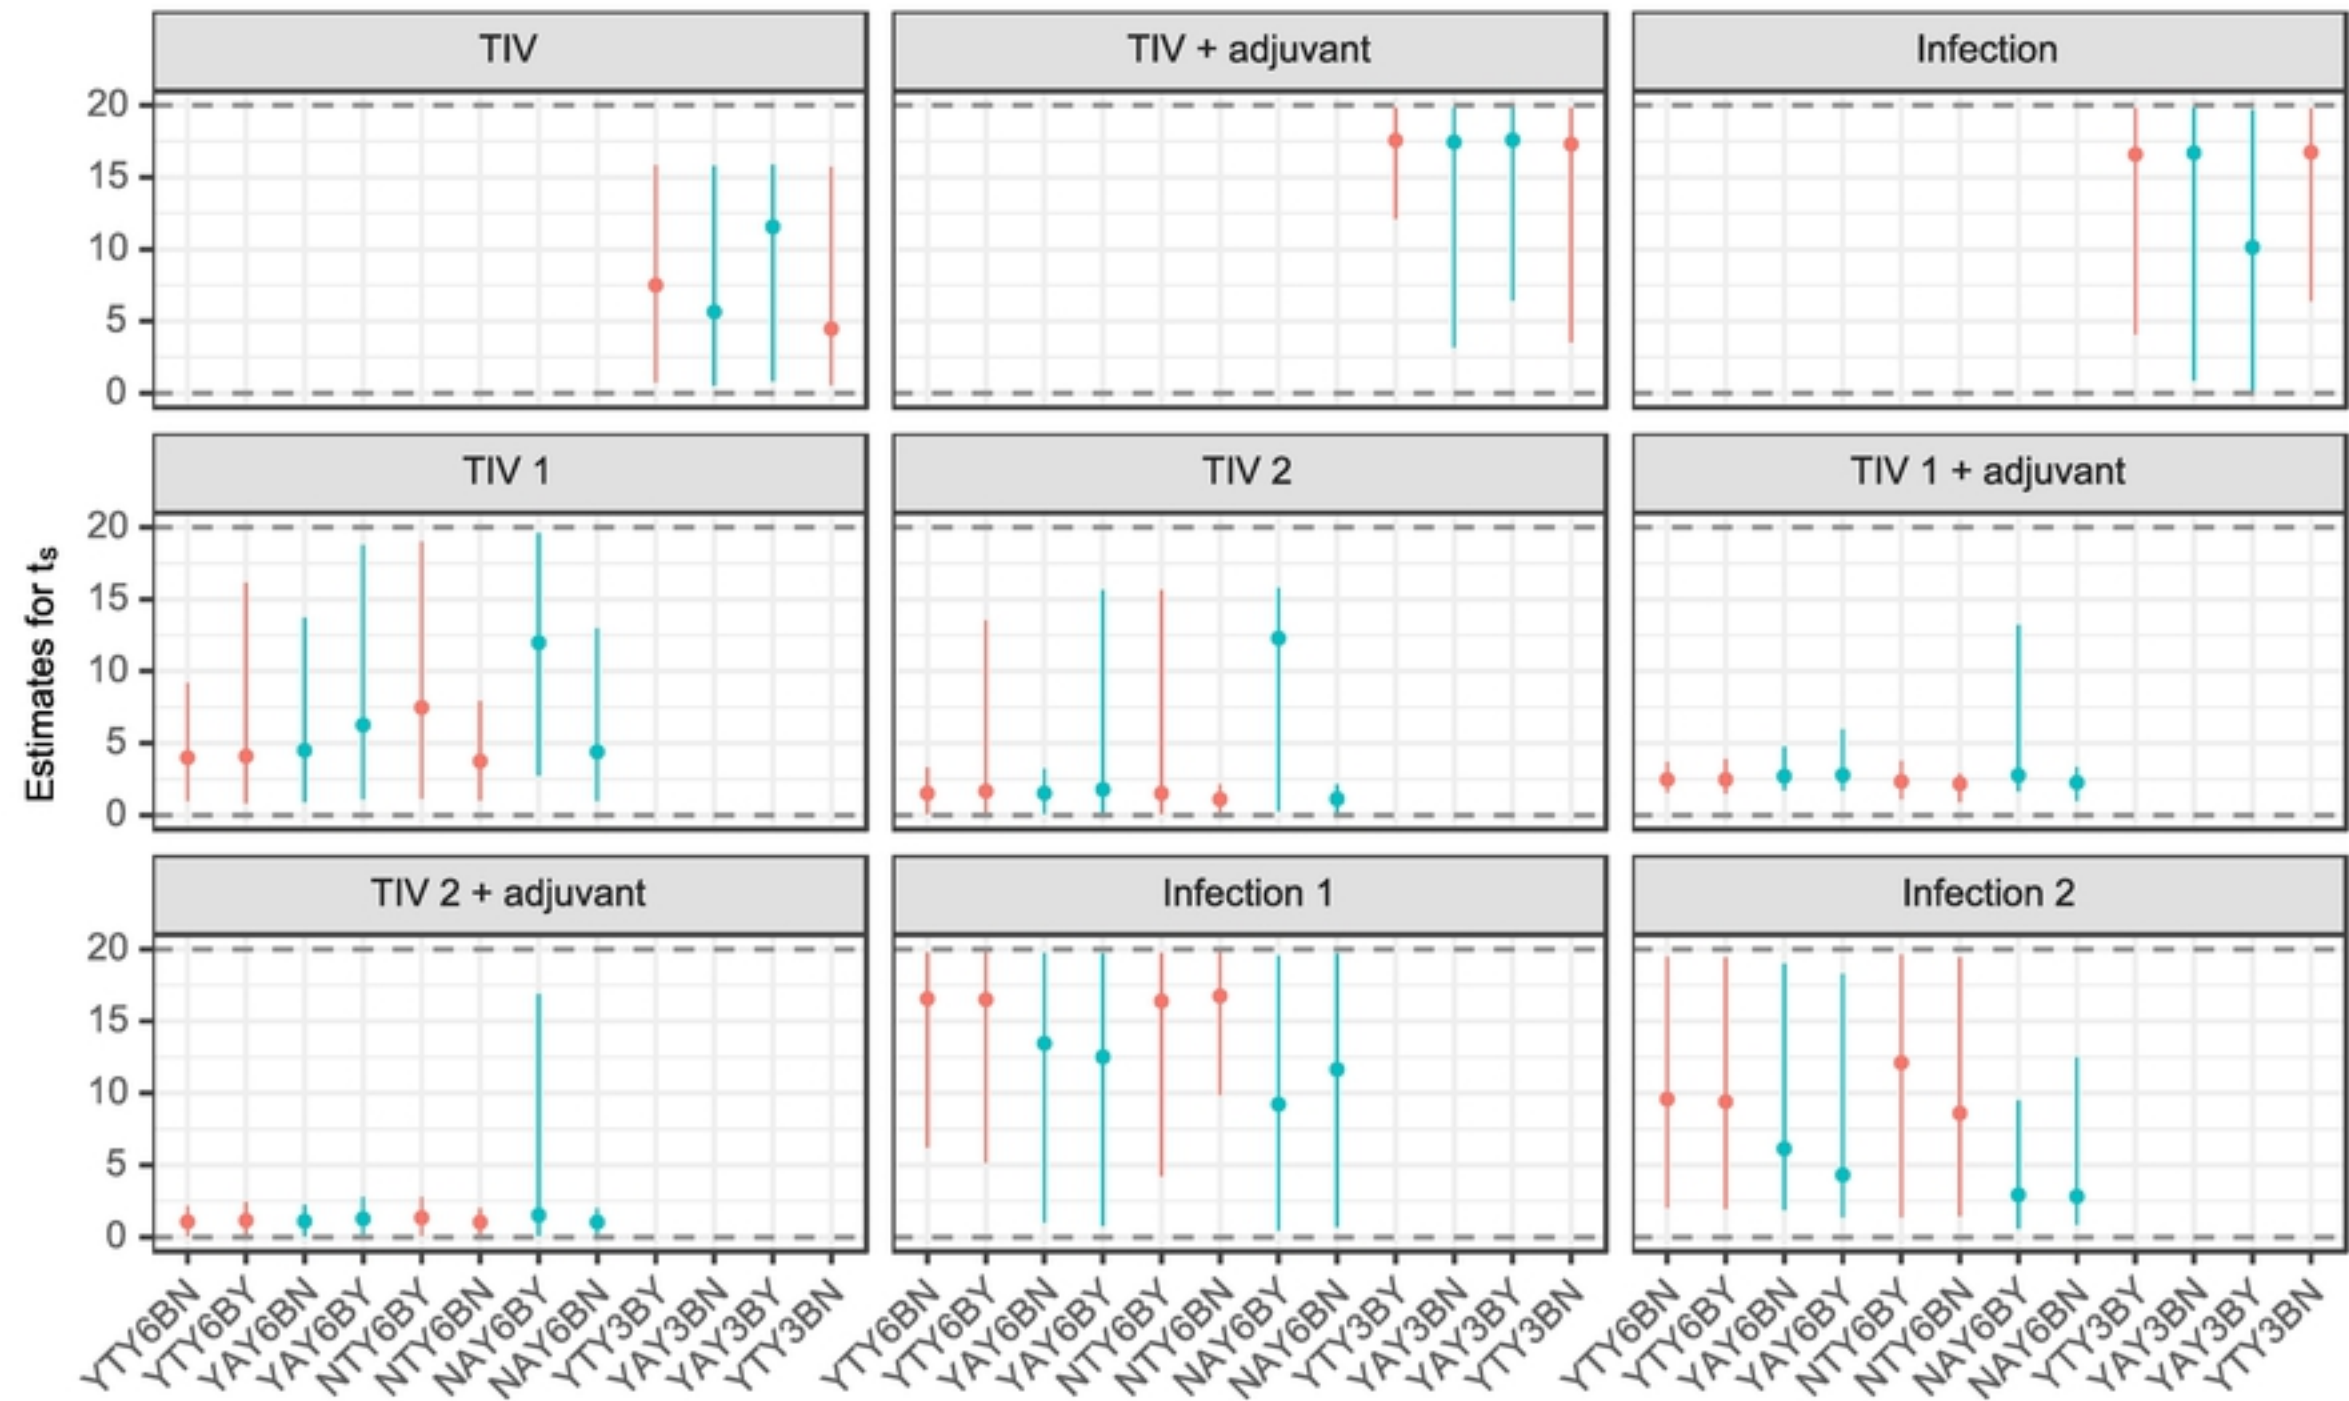 TIV
TIV + adjuvant
Infection
20
15
10
5
0
TIV 1
TIV 2
TIV 1 + adjuvant
20
15
10
5
0
Estimates for ts
TIV 2 + adjuvant
Infection 1
Infection 2
20
15
10
5
0
YTY6BN YTY6BY YAY6BN YAY6BY NTY6BY NTY6BN NAY6BY NAY6BN YTY3BY YAY3BN YAY3BY YTY3BN
YTY6BN YTY6BY YAY6BN YAY6BY NTY6BY NTY6BN NAY6BY NAY6BN YTY3BY YAY3BN YAY3BY YTY3BN
YTY6BN YTY6BY YAY6BN YAY6BY NTY6BY NTY6BN NAY6BY NAY6BN YTY3BY YAY3BN YAY3BY YTY3BN